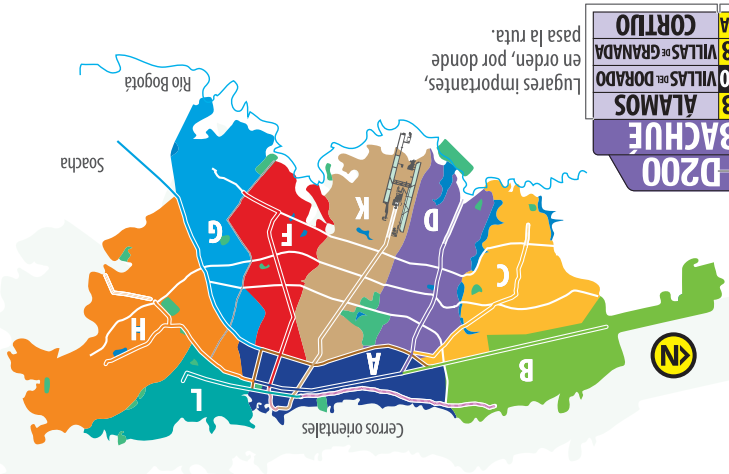 Cerros orientales
L
A
B
N
H
C
D
K
F
G
Soacha
Río Bogotá
D200
BACHUÉ
ÁLAMOS
VILLAS DEL DORADO
VILLAS DE GRANADA
CORTIJO
Lugares importantes,
en orden, por donde
pasa la ruta.